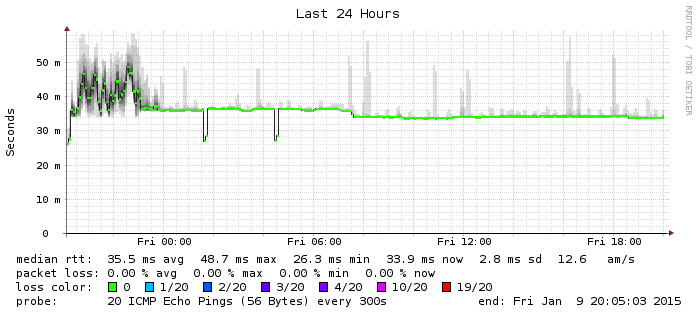 Last 24 Hours
RRDTOOL / TOBI OETIKER
Seconds
50 m
40 m
30 m
20 m
10 m
0
Fri 00:00 Fri 06:00 Fri 12:00 Fri 18:00
median rtt: 35.5 ms avg 48.7 ms max 26.3 ms min 33.9 ms now 2.8 ms sd 12.6 am/s
packet loss: 0.00 % avg 0.00 % max 0.00 % min 0.00 % now
loss color: 0 1/20 2/20 3/20 4/20 10/20 19/20
probe: 20 ICMP Echo Pings (56 Bytes) every 300s end: Fri Jan 9 20:05:03 2015